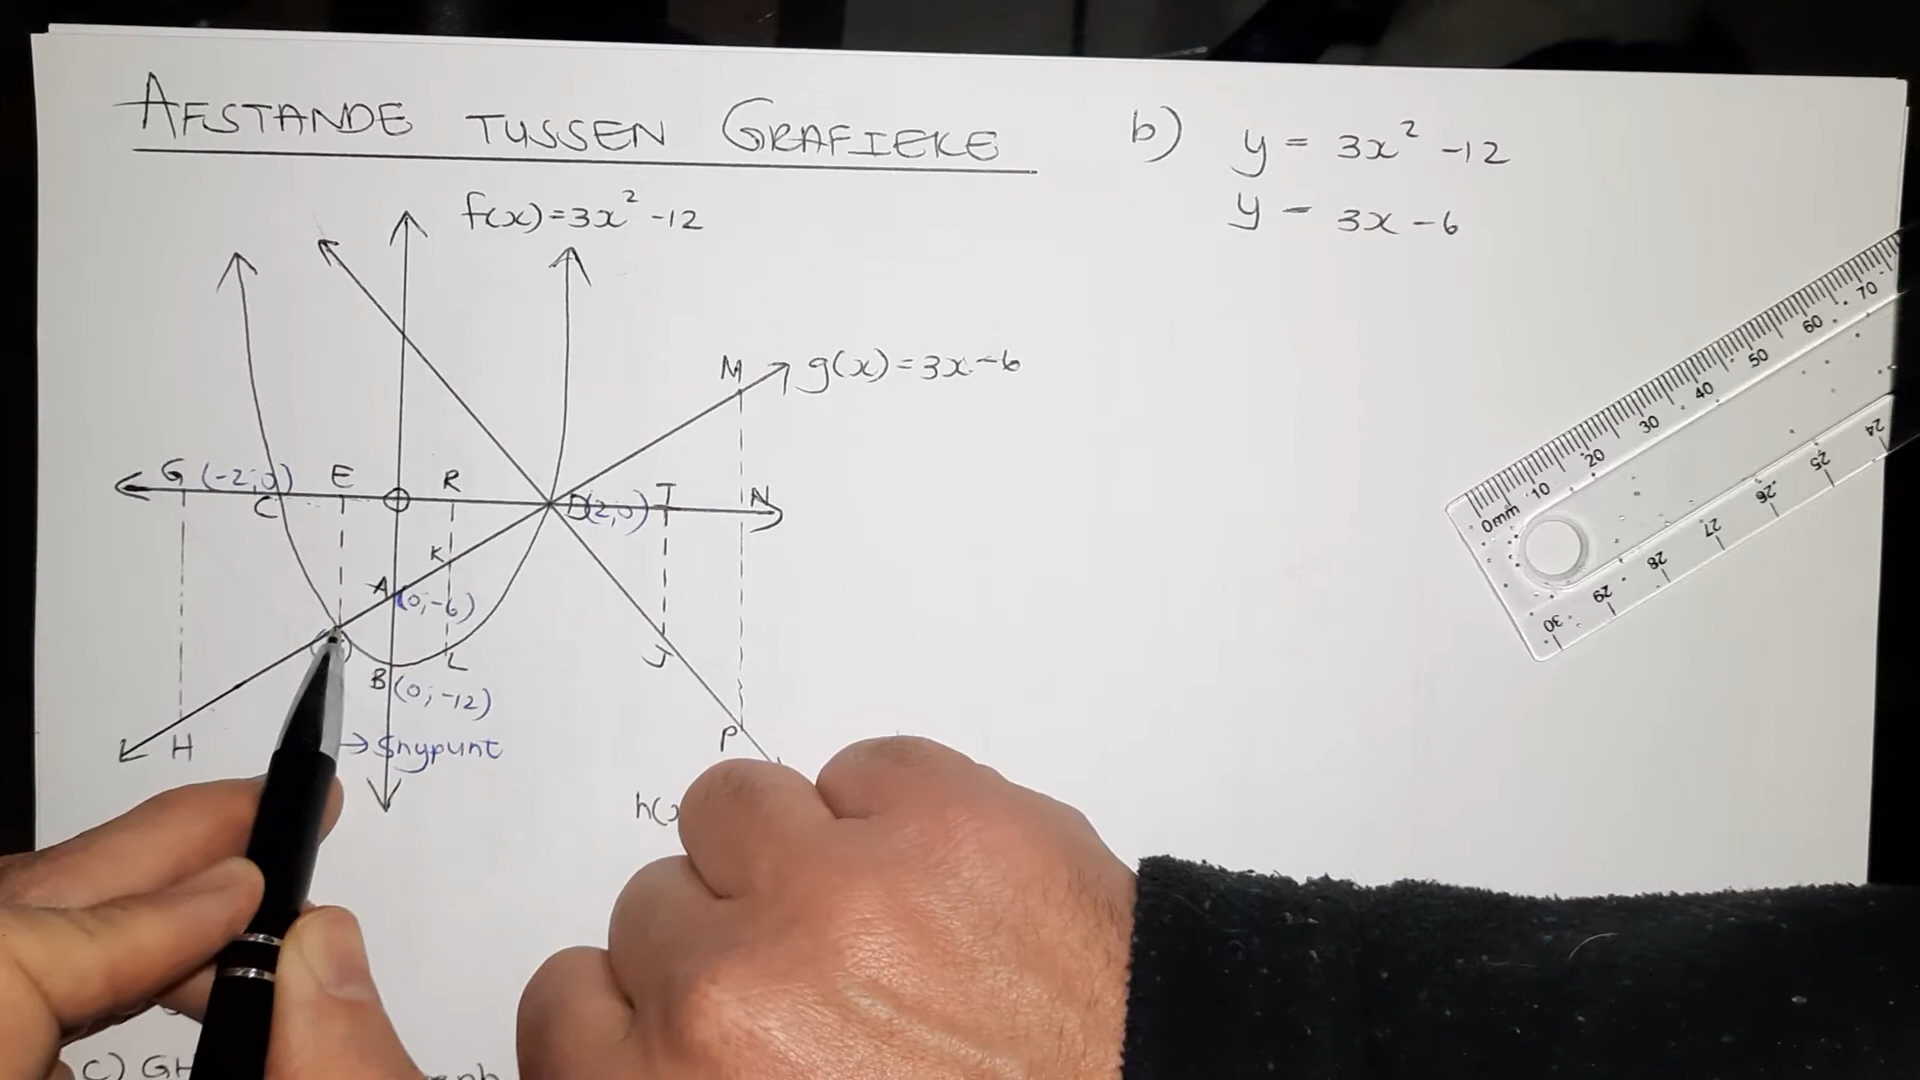 AFSTANDE TUSSEN GRAFIEKE
f(x)=3x² -12
M
g(x)=3x-6
G (-2;0) E R
C D(2;0) T N
K
A (0;-6)
L J
B (0;-12)
H → Snypunt P
h(x
c) GH
b) y = 3x² -12
y = 3x -6
0mm 10 20 30 40 50 60 70
30 29 28 27 26 25 24